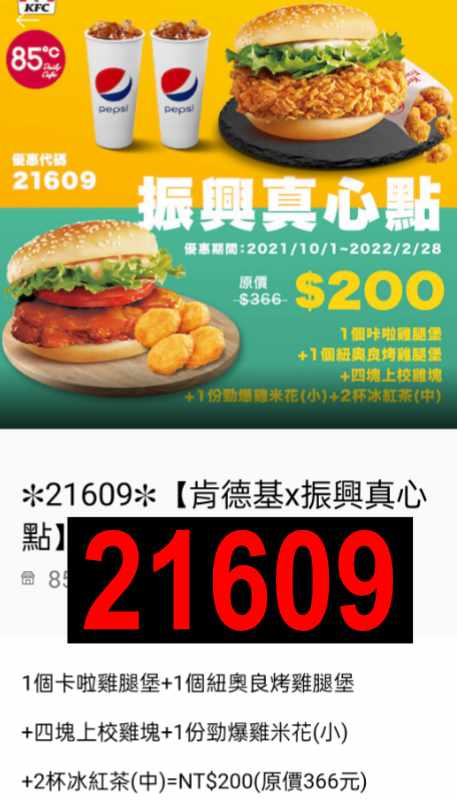 KFC
85°C
Daily
Cafe
pepsi
pepsi
優惠代碼
21609
振興真心點
優惠期間:2021/10/1~2022/2/28
原價
$366
$200
1個咔啦雞腿堡
+1個紐奧良烤雞腿堡
+四塊上校雞塊
+1份勁爆雞米花(小)+2杯冰紅茶(中)
✻21609✻【肯德基x振興真心
點】
21609
85
1個卡啦雞腿堡+1個紐奧良烤雞腿堡
+四塊上校雞塊+1份勁爆雞米花(小)
+2杯冰紅茶(中)=NT$200(原價366元)